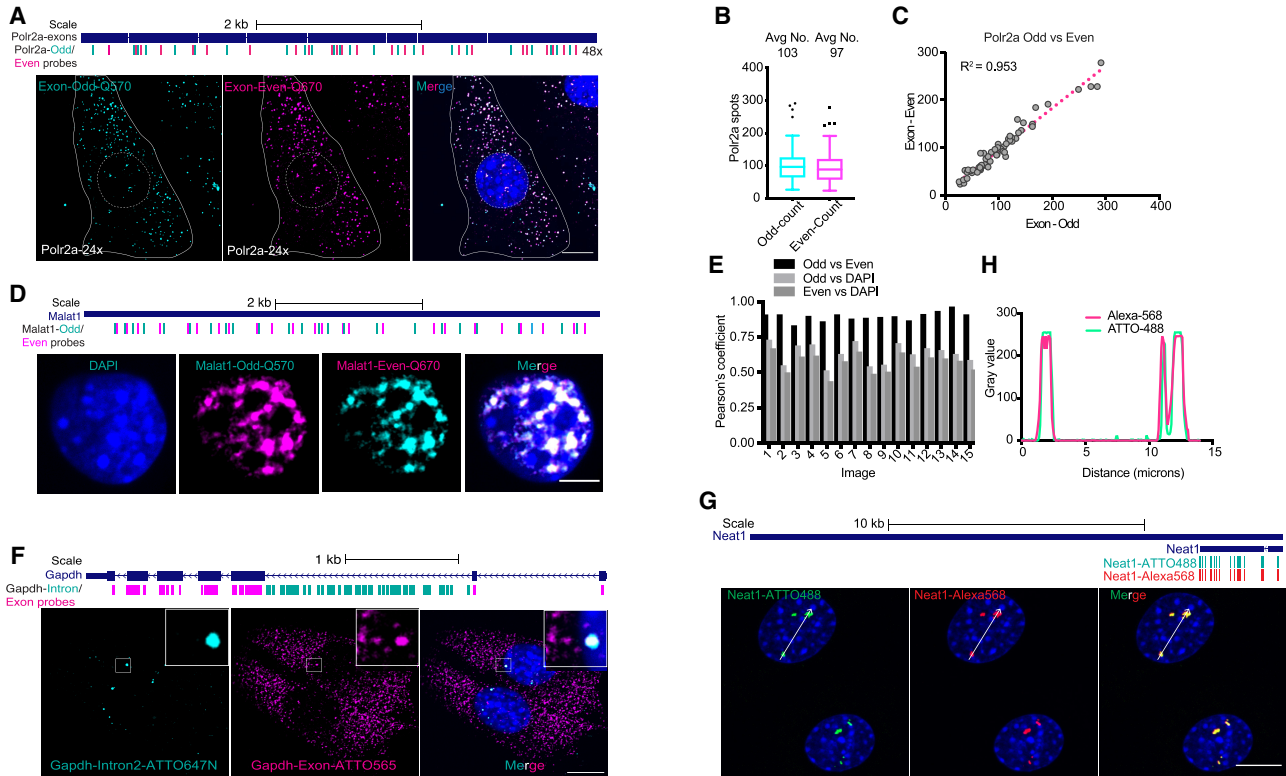 A
Scale
2 kb
Polr2a-exons
Polr2a-Odd/
Even probes
48x
Exon-Odd-Q570
Exon-Even-Q670
Merge
Polr2a-24x
Polr2a-24x
B
Avg No. Avg No.
103 97
400
300
200
100
0
Polr2a spots
Odd-count
Even-Count
C
Polr2a Odd vs Even
R² = 0.953
300
200
100
0
Exon - Even
0 100 200 300 400
Exon - Odd
D
Scale
2 kb
Malat1
Malat1-Odd/
Even probes
DAPI
Malat1-Odd-Q570
Malat1-Even-Q670
Merge
E
Odd vs Even
Odd vs DAPI
Even vs DAPI
1.00
0.75
0.50
0.25
0.00
Pearson's coefficient
1 2 3 4 5 6 7 8 9 10 11 12 13 14 15
Image
H
Alexa-568
ATTO-488
300
200
100
0
Gray value
0 5 10 15
Distance (microns)
F
Scale
1 kb
Gapdh
Gapdh-Intron/
Exon probes
Gapdh-Intron2-ATTO647N
Gapdh-Exon-ATTO565
Merge
G
Scale
10 kb
Neat1
Neat1
Neat1-ATTO488
Neat1-Alexa568
Neat1-ATTO488
Neat1-Alexa568
Merge